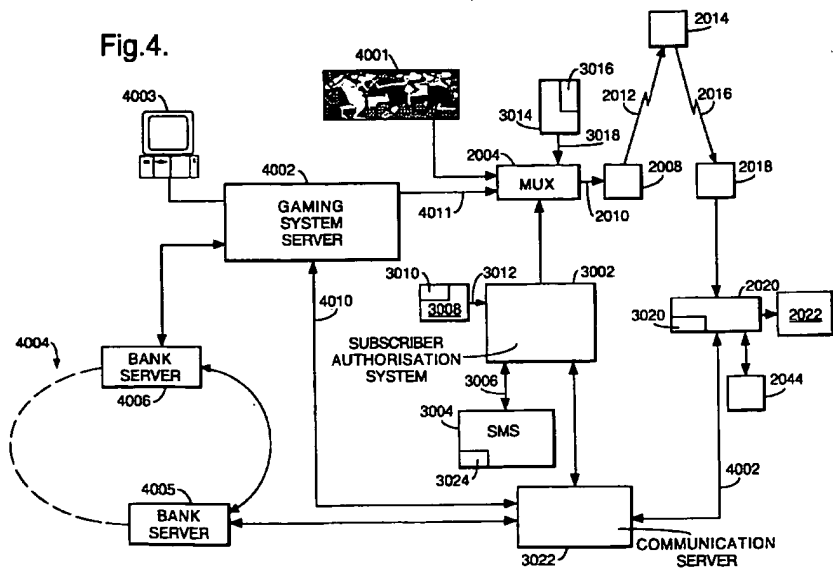 Fig.4.
4001
2014
4003
3016
3014
2012
2016
3018
4002
2004
2008
2018
MUX
GAMING
SYSTEM
SERVER
4011
2010
3010
3012
3002
3008
2020
4010
3020
2022
SUBSCRIBER
AUTHORISATION
SYSTEM
4004
BANK
SERVER
4006
3006
2044
3004
SMS
3024
4002
4005
BANK
SERVER
3022
COMMUNICATION
SERVER